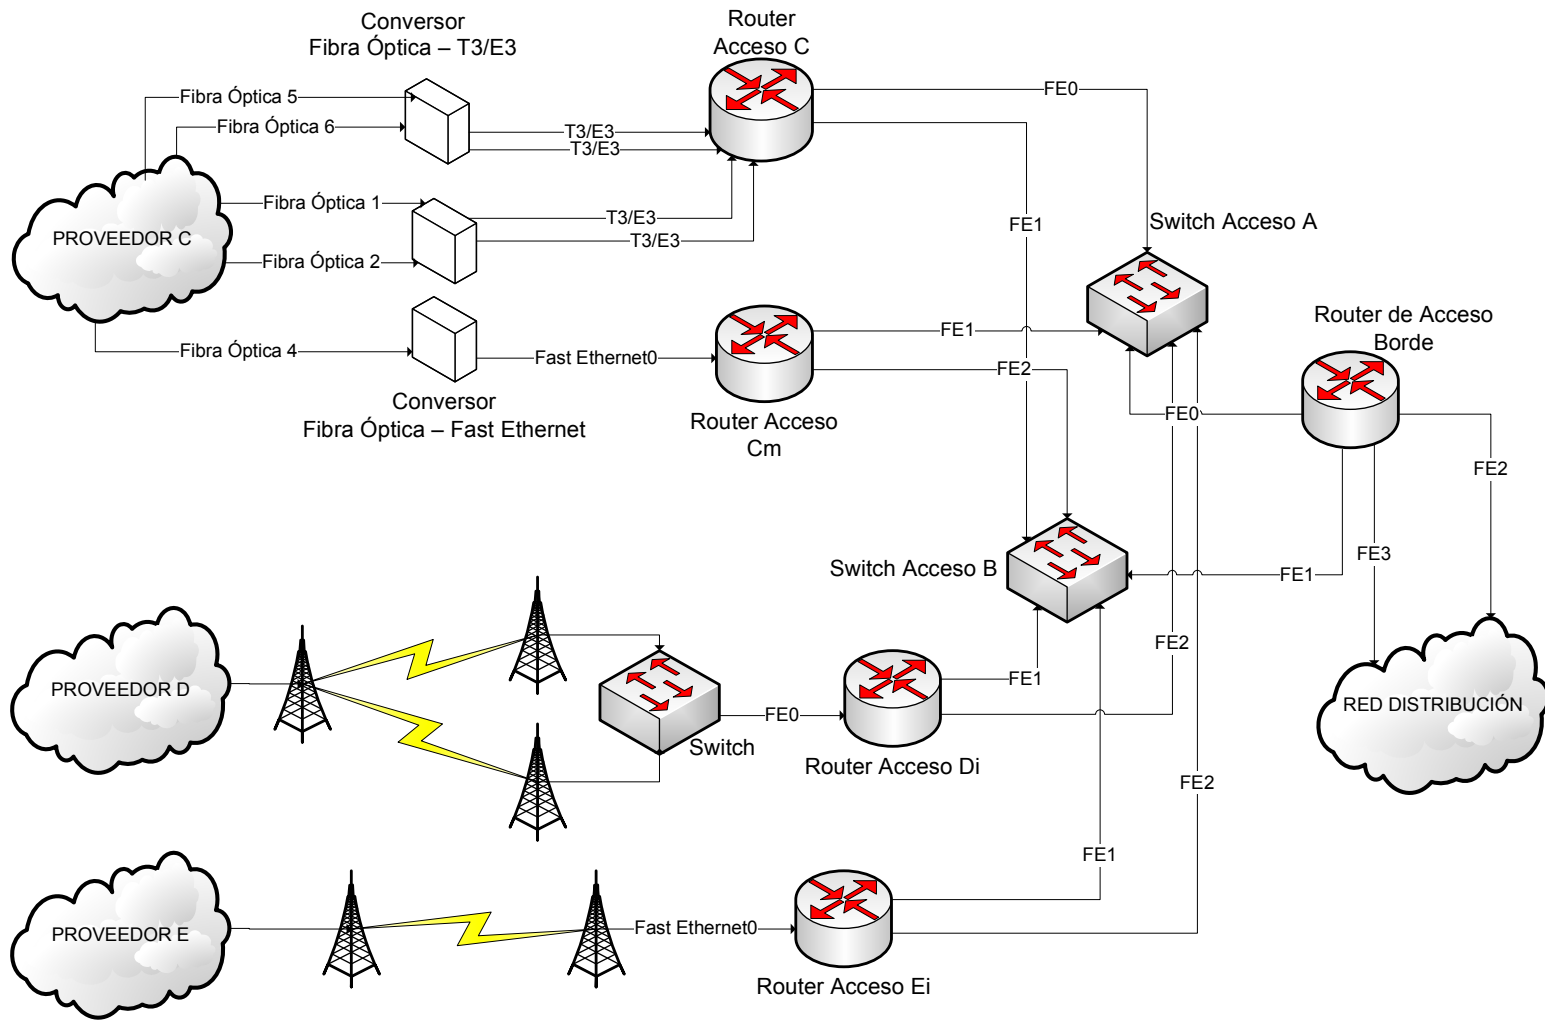 Conversor
Fibra Óptica – T3/E3
Router
Acceso C
Fibra Óptica 5
FE0
Fibra Óptica 6
T3/E3
T3/E3
Fibra Óptica 1
T3/E3
FE1
Switch Acceso A
PROVEEDOR C
T3/E3
Fibra Óptica 2
Router de Acceso
Borde
Fibra Óptica 4
Fast Ethernet0
FE1
FE2
Conversor
Fibra Óptica – Fast Ethernet
Router Acceso
Cm
FE0
FE2
Switch Acceso B
FE3
FE1
FE2
PROVEEDOR D
FE1
RED DISTRIBUCIÓN
FE0
Switch
Router Acceso Di
FE2
FE1
PROVEEDOR E
Fast Ethernet0
Router Acceso Ei